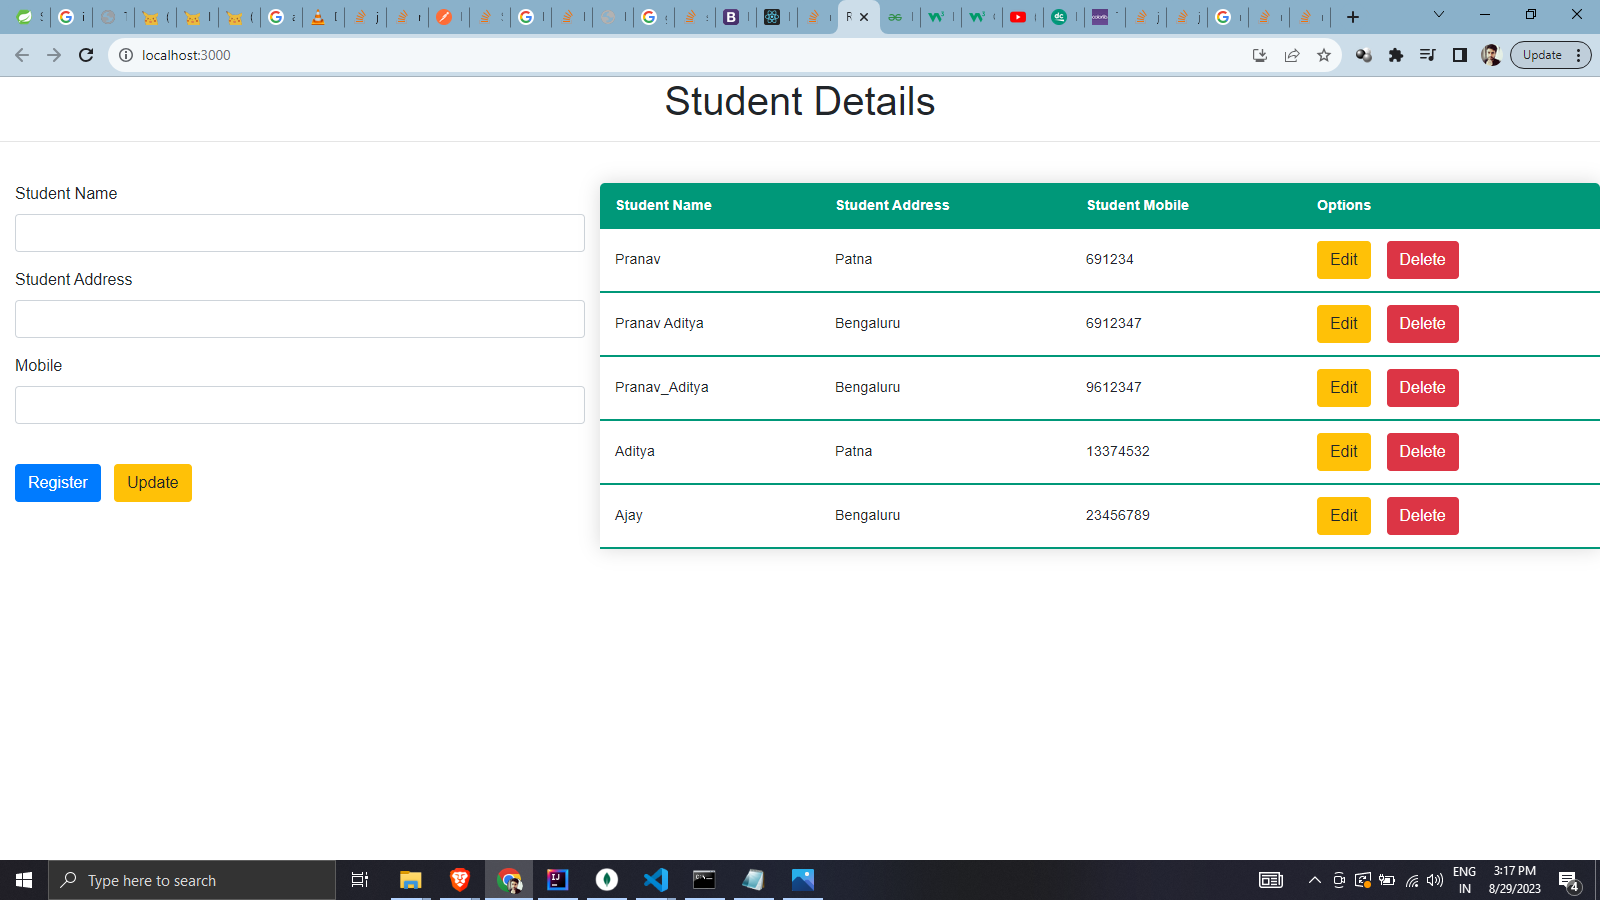 localhost:3000
Update
Student Details
Student Name
Student Address
Mobile
Register Update
Student Name Student Address Student Mobile Options
Pranav Patna 691234 Edit Delete
Pranav Aditya Bengaluru 6912347 Edit Delete
Pranav_Aditya Bengaluru 9612347 Edit Delete
Aditya Patna 13374532 Edit Delete
Ajay Bengaluru 23456789 Edit Delete
Type here to search
ENG
IN
3:17 PM
8/29/2023
4